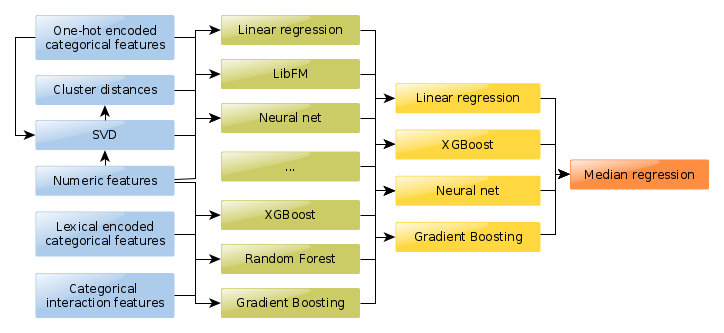 One-hot encoded
categorical features
Cluster distances
SVD
Numeric features
Lexical encoded
categorical features
Categorical
interaction features
Linear regression
LibFM
Neural net
...
XGBoost
Random Forest
Gradient Boosting
Linear regression
XGBoost
Neural net
Gradient Boosting
Median regression